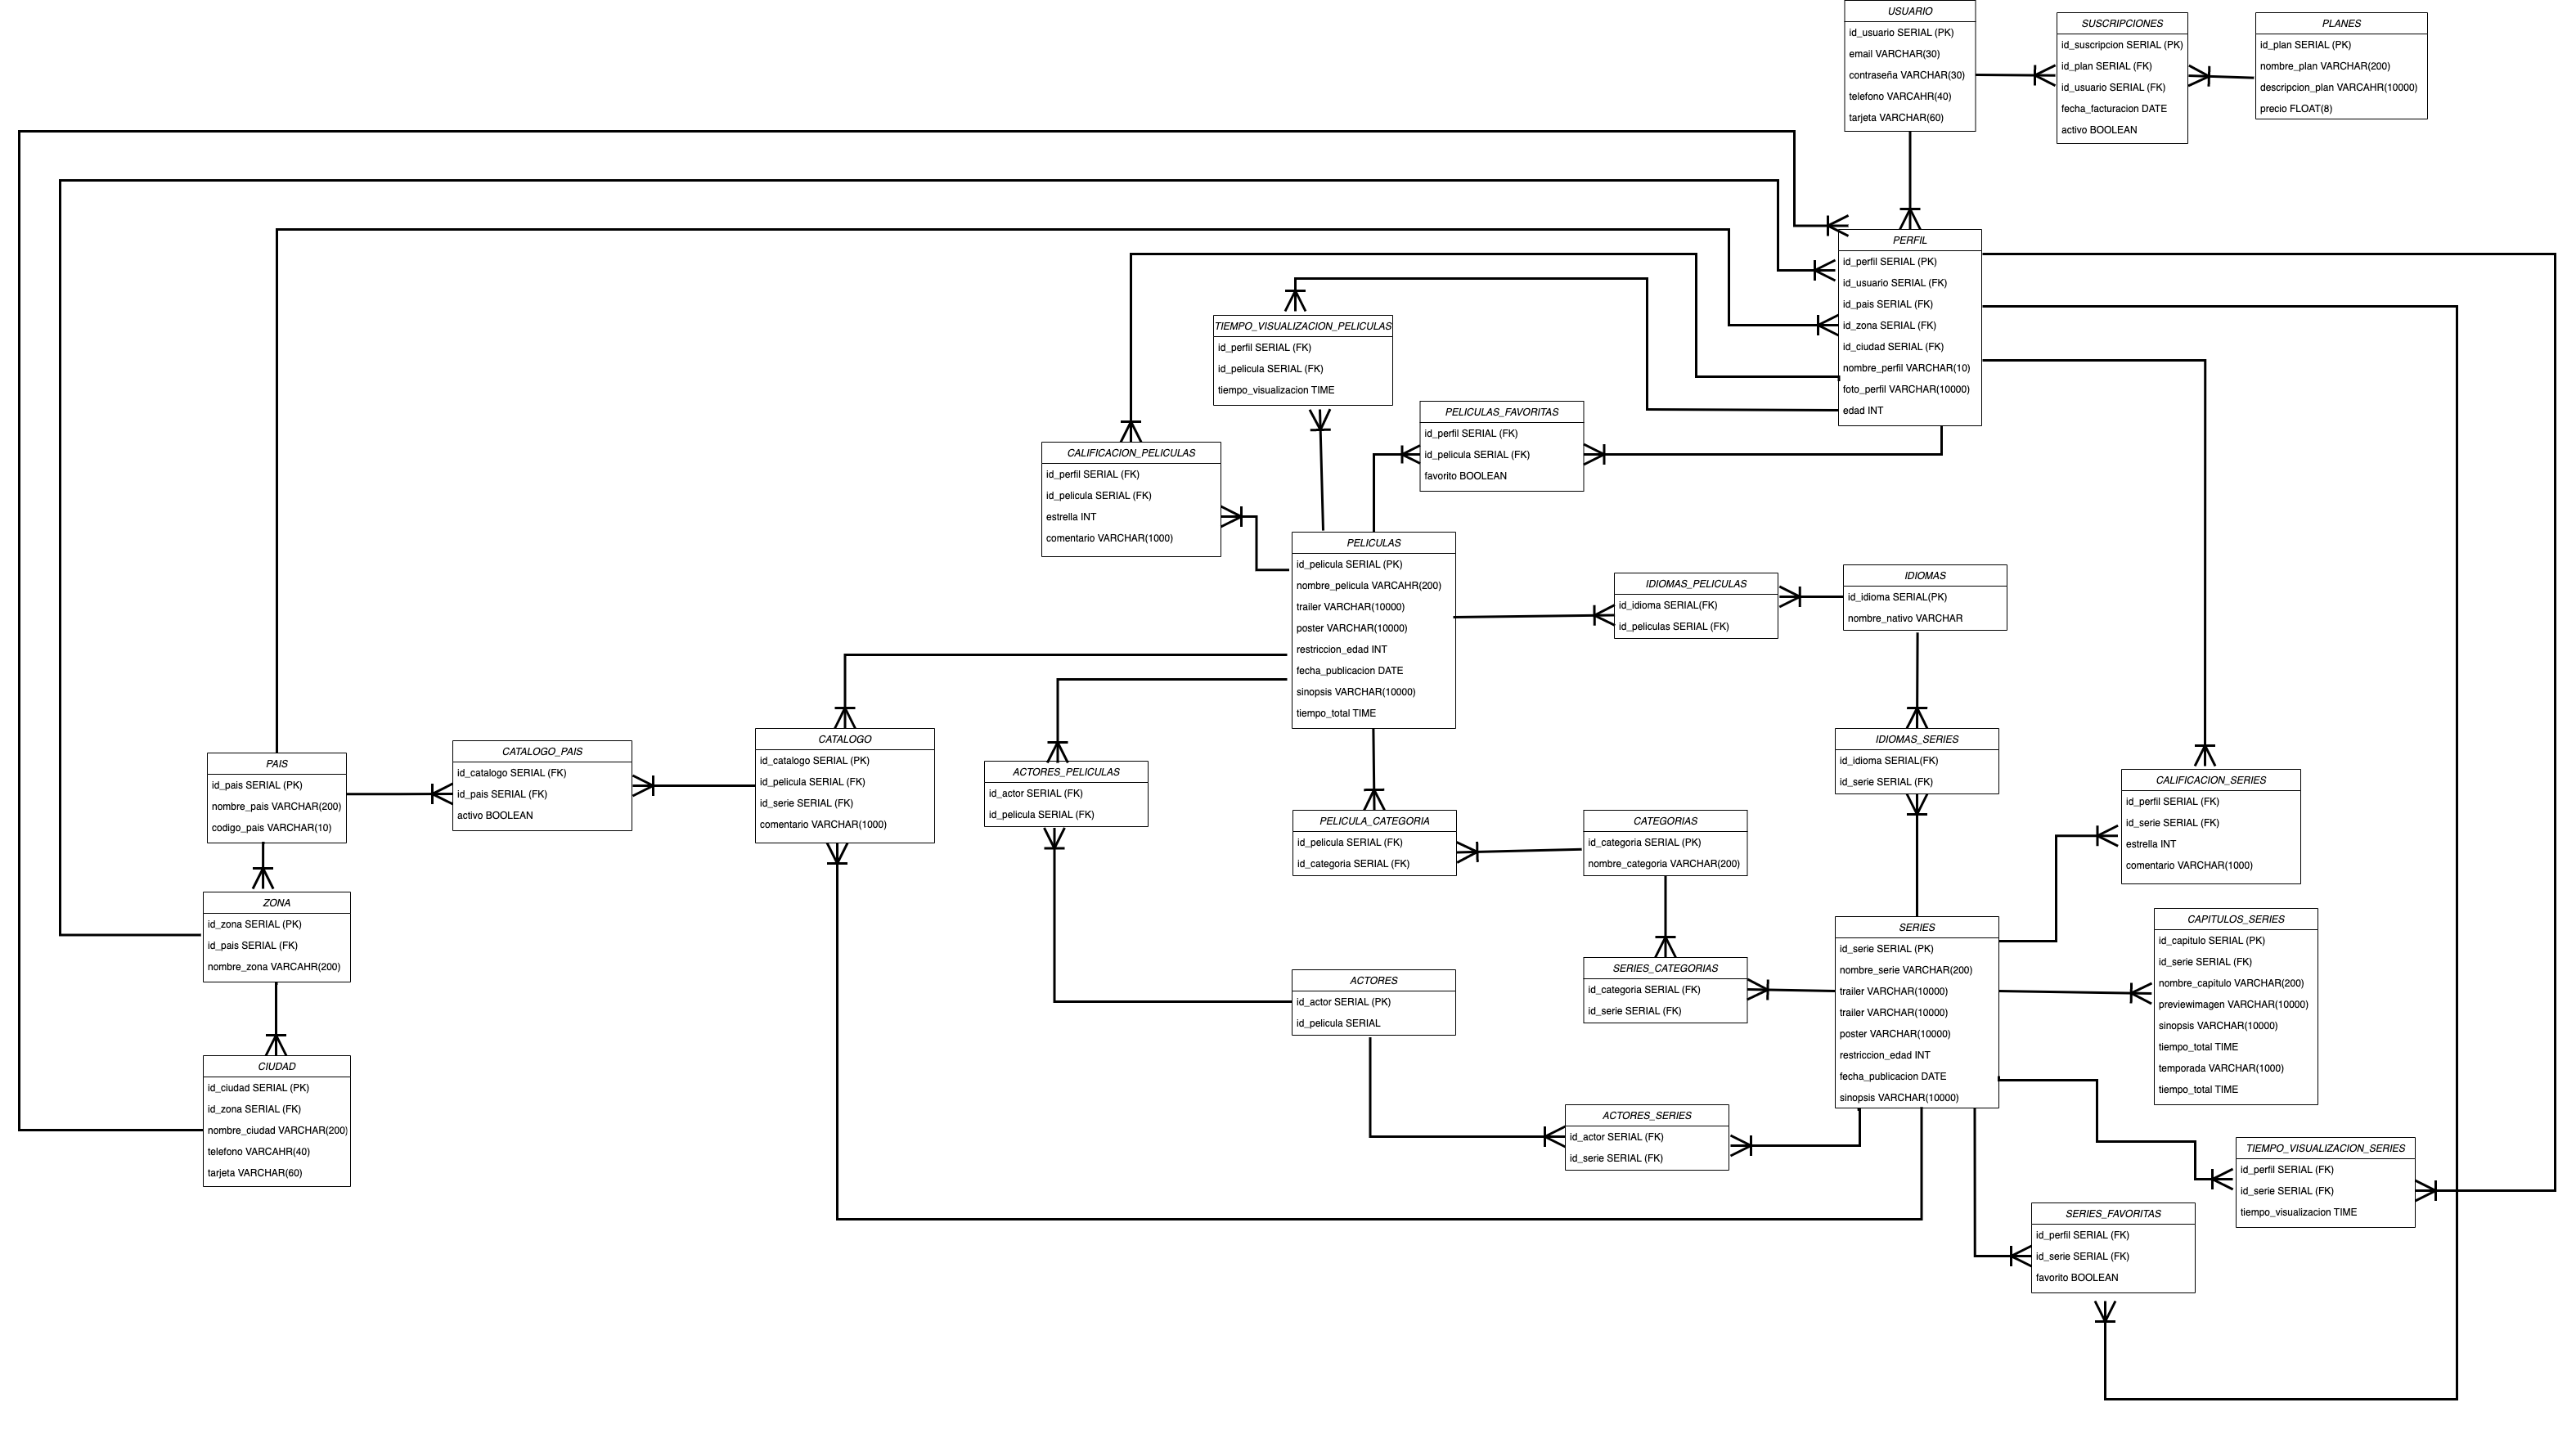 USUARIO
id_usuario SERIAL (PK)
email VARCHAR(30)
contraseña VARCHAR(30)
telefono VARCAHR(40)
tarjeta VARCHAR(60)
SUSCRIPCIONES
id_suscripcion SERIAL (PK)
id_plan SERIAL (FK)
id_usuario SERIAL (FK)
fecha_facturacion DATE
activo BOOLEAN
PLANES
id_plan SERIAL (PK)
nombre_plan VARCHAR(200)
descripcion_plan VARCAHR(10000)
precio FLOAT(8)
PERFIL
id_perfil SERIAL (PK)
id_usuario SERIAL (FK)
id_pais SERIAL (FK)
id_zona SERIAL (FK)
id_ciudad SERIAL (FK)
nombre_perfil VARCHAR(10)
foto_perfil VARCHAR(10000)
edad INT
TIEMPO_VISUALIZACION_PELICULAS
id_perfil SERIAL (FK)
id_pelicula SERIAL (FK)
tiempo_visualizacion TIME
PELICULAS_FAVORITAS
id_perfil SERIAL (FK)
id_pelicula SERIAL (FK)
favorito BOOLEAN
CALIFICACION_PELICULAS
id_perfil SERIAL (FK)
id_pelicula SERIAL (FK)
estrella INT
comentario VARCHAR(1000)
PELICULAS
id_pelicula SERIAL (PK)
nombre_pelicula VARCAHR(200)
trailer VARCHAR(10000)
poster VARCHAR(10000)
restriccion_edad INT
fecha_publicacion DATE
sinopsis VARCHAR(10000)
tiempo_total TIME
IDIOMAS_PELICULAS
id_idioma SERIAL(FK)
id_peliculas SERIAL (FK)
IDIOMAS
id_idioma SERIAL(PK)
nombre_nativo VARCHAR
PAIS
id_pais SERIAL (PK)
nombre_pais VARCHAR(200)
codigo_pais VARCHAR(10)
CATALOGO_PAIS
id_catalogo SERIAL (FK)
id_pais SERIAL (FK)
activo BOOLEAN
CATALOGO
id_catalogo SERIAL (PK)
id_pelicula SERIAL (FK)
id_serie SERIAL (FK)
comentario VARCHAR(1000)
ACTORES_PELICULAS
id_actor SERIAL (FK)
id_pelicula SERIAL (FK)
IDIOMAS_SERIES
id_idioma SERIAL(FK)
id_serie SERIAL (FK)
CALIFICACION_SERIES
id_perfil SERIAL (FK)
id_serie SERIAL (FK)
estrella INT
comentario VARCHAR(1000)
PELICULA_CATEGORIA
id_pelicula SERIAL (FK)
id_categoria SERIAL (FK)
CATEGORIAS
id_categoria SERIAL (PK)
nombre_categoria VARCHAR(200)
ZONA
id_zona SERIAL (PK)
id_pais SERIAL (FK)
nombre_zona VARCAHR(200)
SERIES
id_serie SERIAL (PK)
nombre_serie VARCHAR(200)
trailer VARCHAR(10000)
trailer VARCHAR(10000)
poster VARCHAR(10000)
restriccion_edad INT
fecha_publicacion DATE
sinopsis VARCHAR(10000)
CAPITULOS_SERIES
id_capitulo SERIAL (PK)
id_serie SERIAL (FK)
nombre_capitulo VARCHAR(200)
previewimagen VARCHAR(10000)
sinopsis VARCHAR(10000)
tiempo_total TIME
temporada VARCHAR(1000)
tiempo_total TIME
SERIES_CATEGORIAS
id_categoria SERIAL (FK)
id_serie SERIAL (FK)
ACTORES
id_actor SERIAL (PK)
id_pelicula SERIAL
CIUDAD
id_ciudad SERIAL (PK)
id_zona SERIAL (FK)
nombre_ciudad VARCHAR(200)
telefono VARCAHR(40)
tarjeta VARCHAR(60)
ACTORES_SERIES
id_actor SERIAL (FK)
id_serie SERIAL (FK)
TIEMPO_VISUALIZACION_SERIES
id_perfil SERIAL (FK)
id_serie SERIAL (FK)
tiempo_visualizacion TIME
SERIES_FAVORITAS
id_perfil SERIAL (FK)
id_serie SERIAL (FK)
favorito BOOLEAN